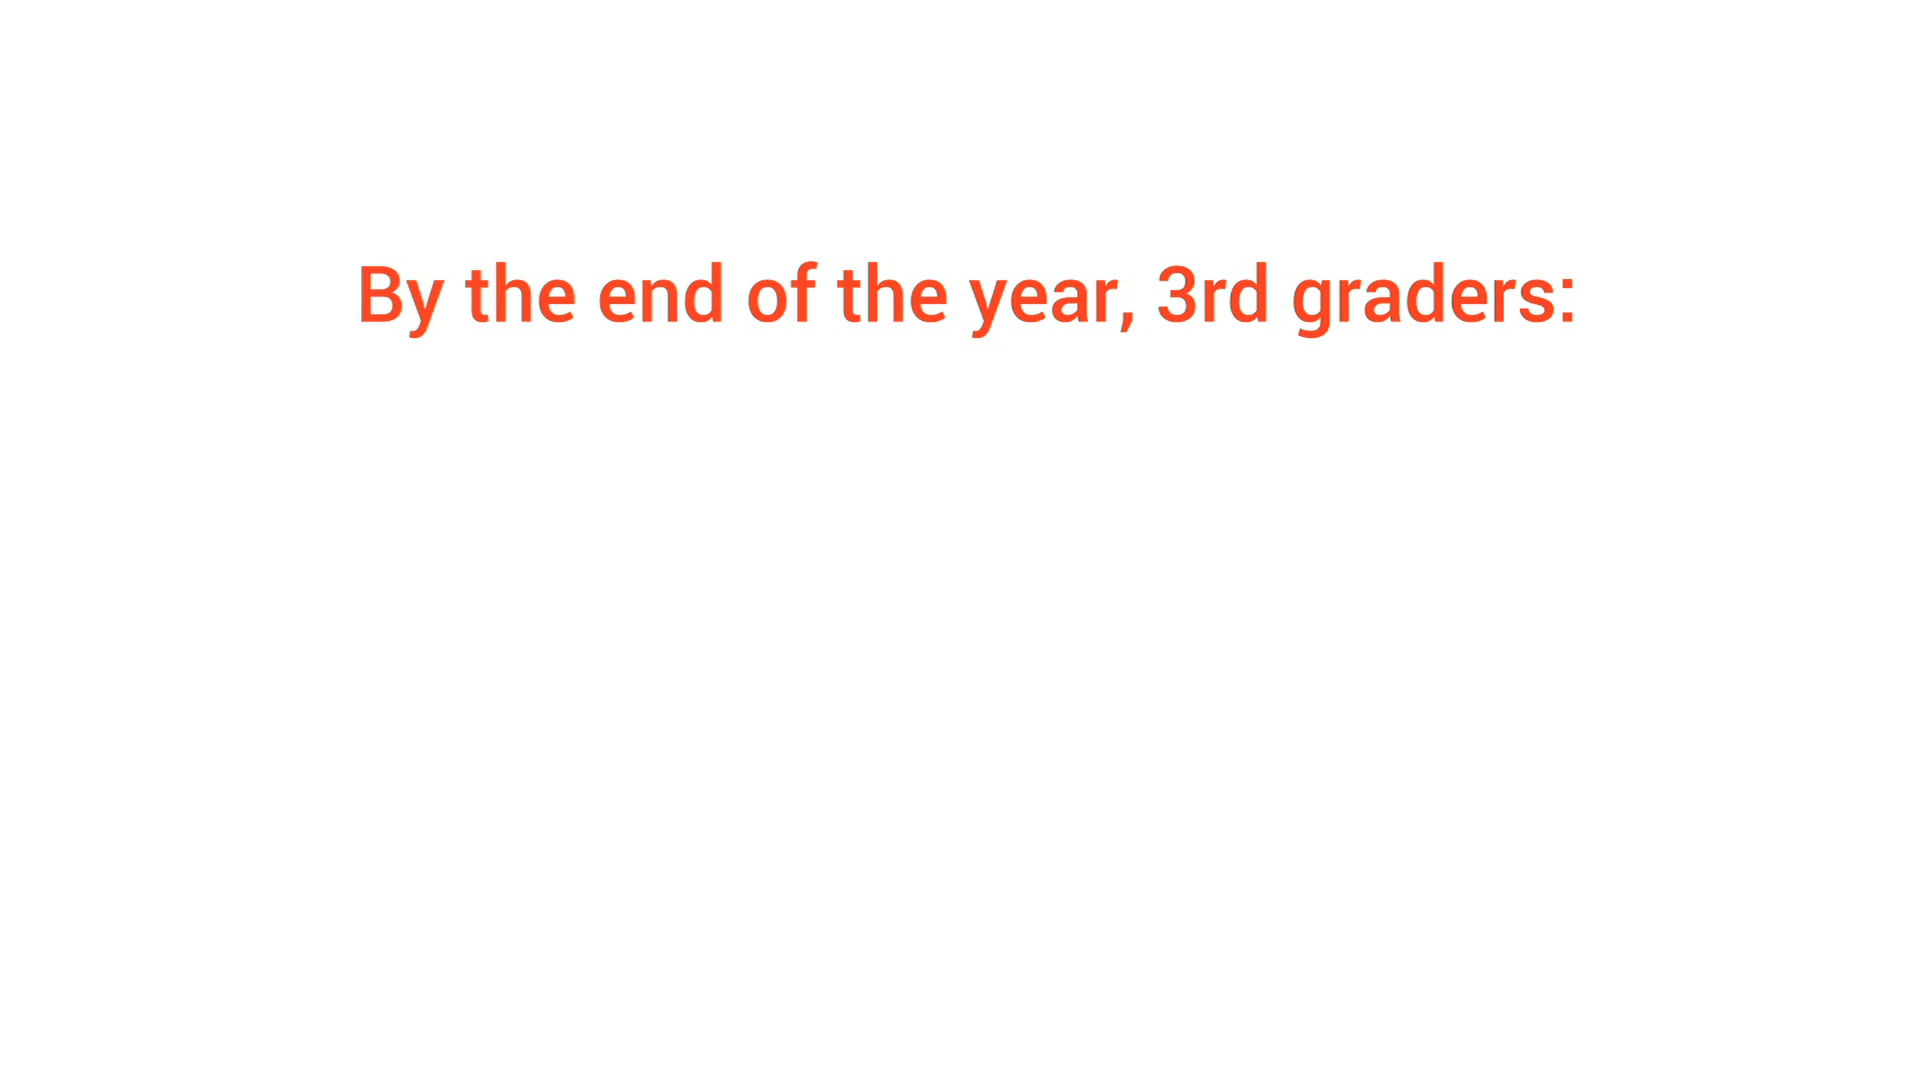 By the end of the year, 3rd graders: